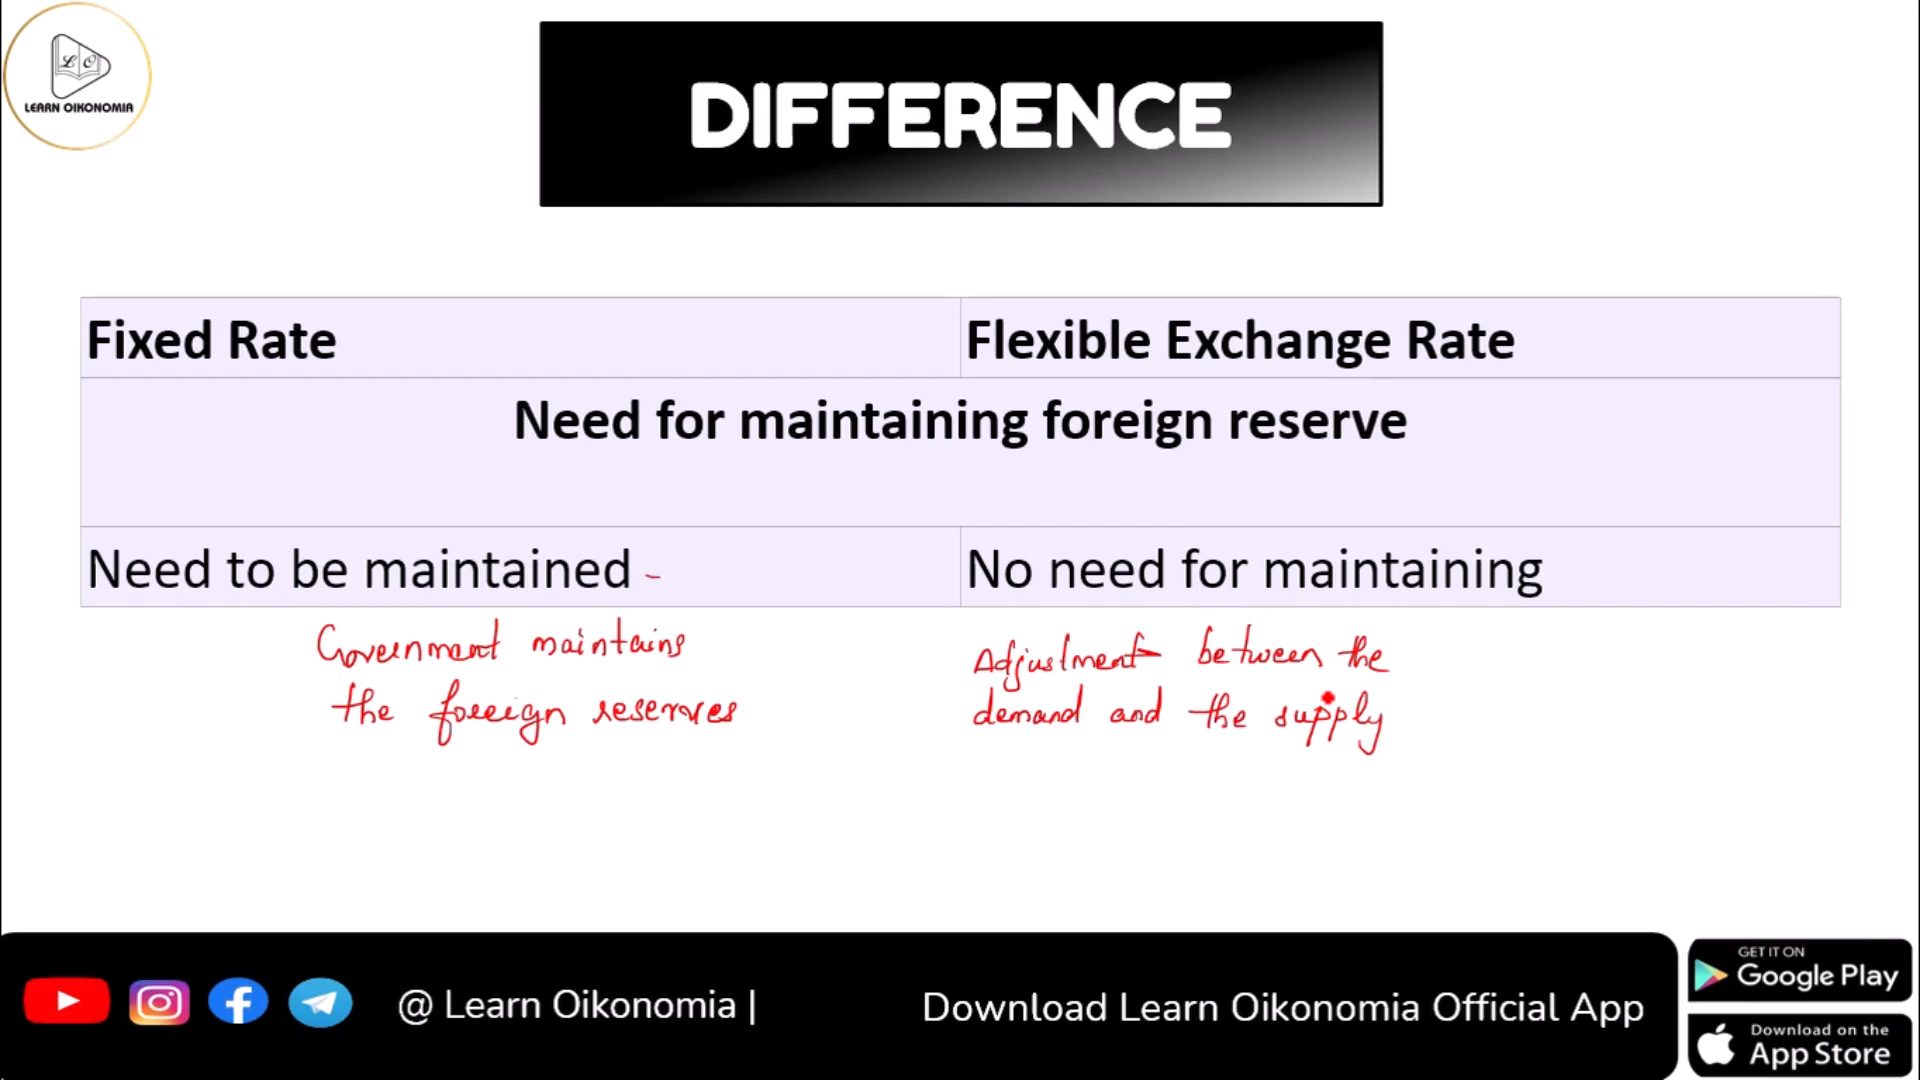 LO
LEARN OIKONOMIA
DIFFERENCE
Fixed Rate
Flexible Exchange Rate
Need for maintaining foreign reserve
Need to be maintained -
No need for maintaining
Government maintains
the foreign reserves
Adjustment between the
demand and the supply
@ Learn Oikonomia |
Download Learn Oikonomia Official App
GET IT ON
Google Play
Download on the
App Store